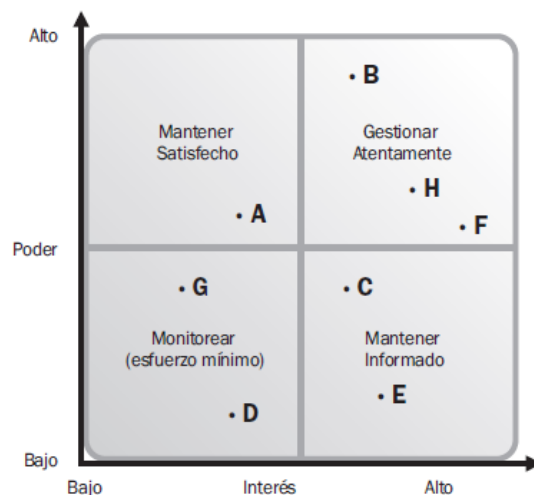 Alto
B
Mantener
Satisfecho
Gestionar
Atentamente
H
A
F
Poder
G
C
Monitorear
(esfuerzo mínimo)
Mantener
Informado
E
D
Bajo
Bajo
Interés
Alto